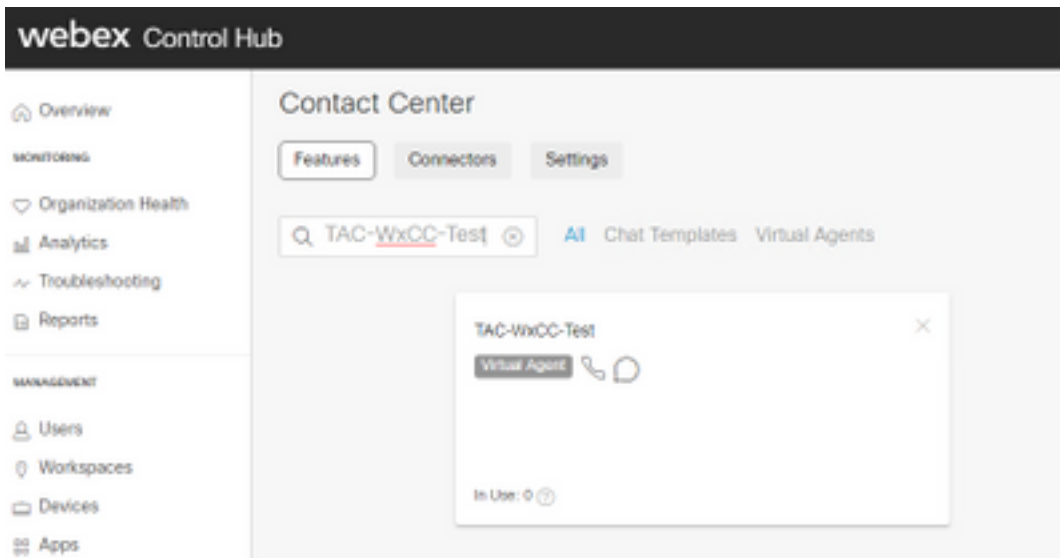 webex Control Hub
Overview
MONITORING
Organization Health
Analytics
Troubleshooting
Reports
MANAGEMENT
Users
Workspaces
Devices
Apps
Contact Center
Features Connectors Settings
TAC-WxCC-Test All Chat Templates Virtual Agents
TAC-WxCC-Test
Virtual Agent
In Use: 0